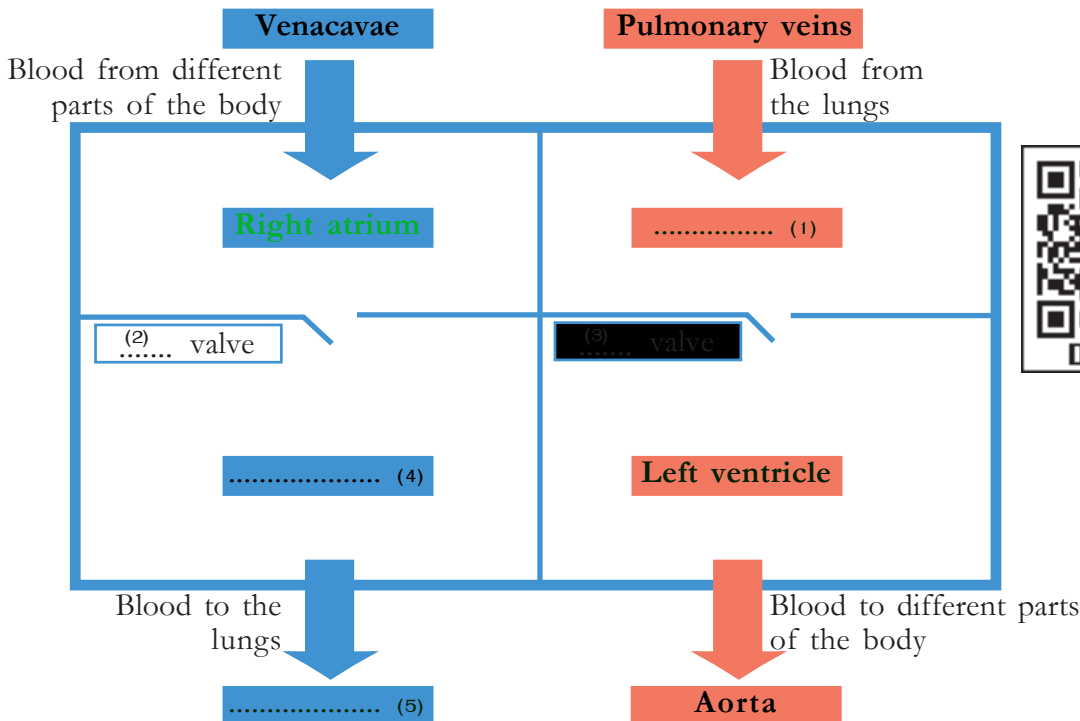 Venacavae
Pulmonary veins
Blood from different
parts of the body
Blood from
the lungs
Right atrium
................ (1)
(2)
....... valve
(3)
....... valve
.................... (4)
Left ventricle
Blood to the
lungs
Blood to different parts
of the body
.................... (5)
Aorta